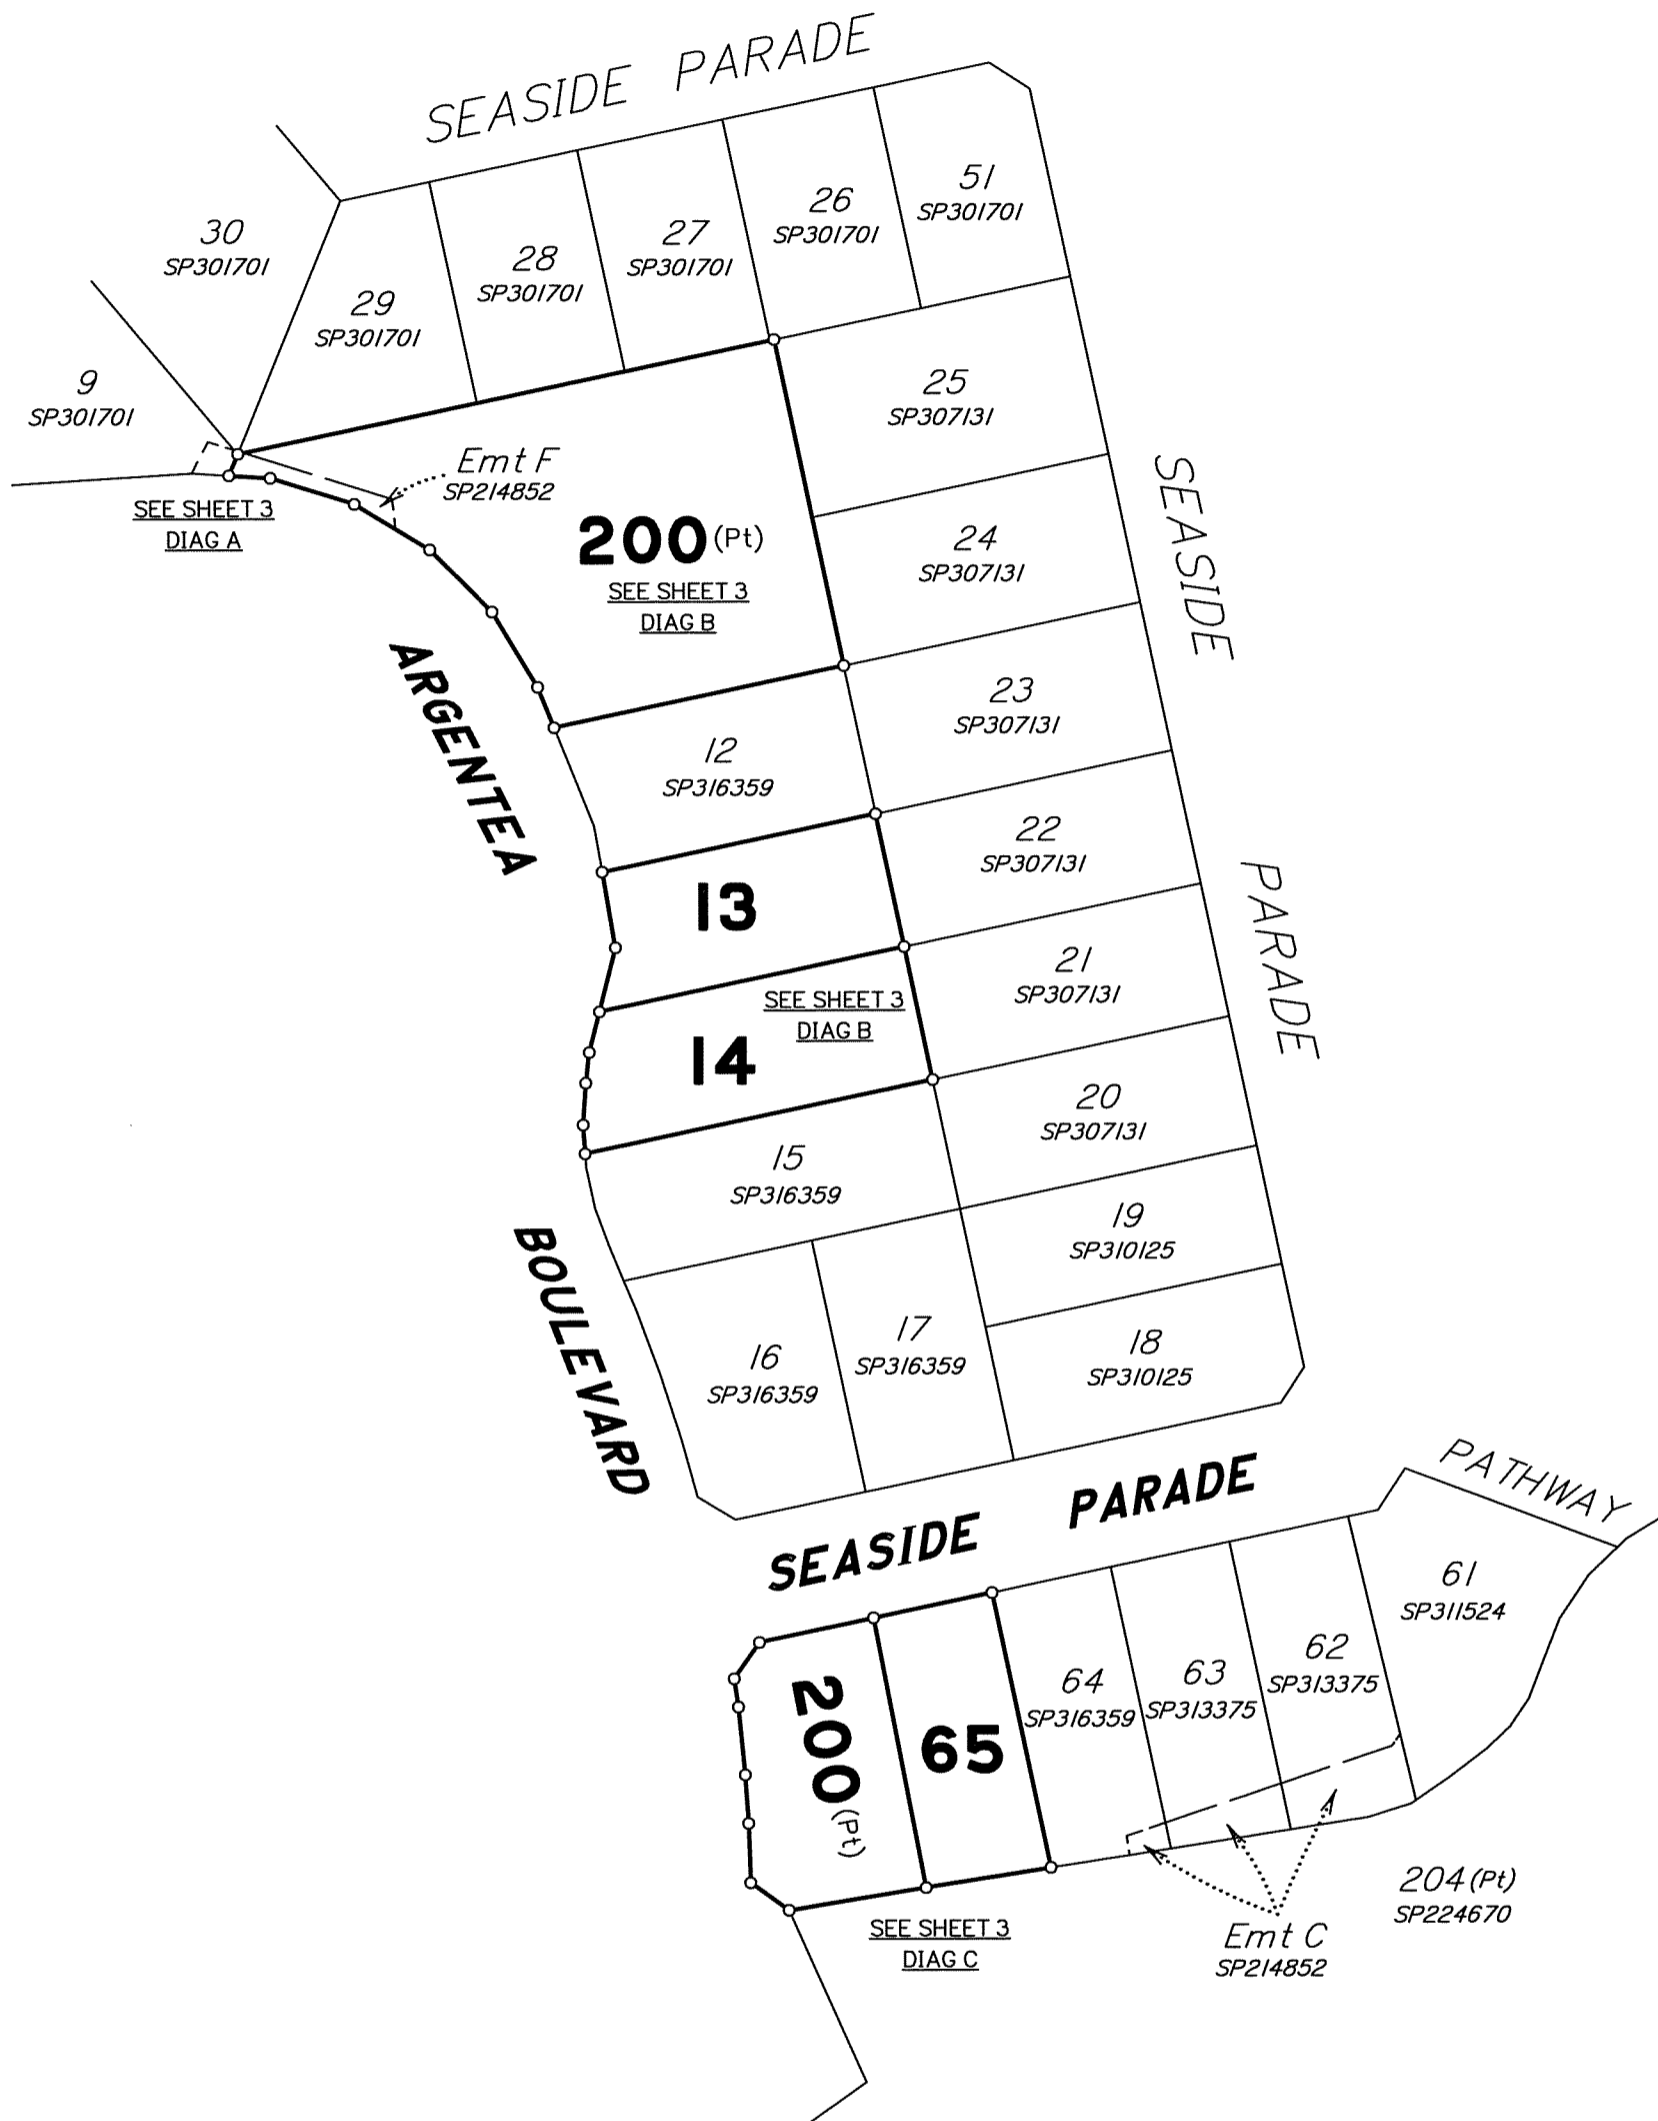 SEASIDE PARADE
51
SP301701
26
SP301701
27
SP301701
28
SP301701
29
SP301701
30
SP301701
9
SP301701
25
SP307131
Emt F
SP214852
SEE SHEET 3
DIAG A
200 (Pt)
SEE SHEET 3
DIAG B
24
SP307131
SEASIDE
PARADE
23
SP307131
12
SP316359
ARGENTEA
BOULEVARD
22
SP307131
13
21
SP307131
SEE SHEET 3
DIAG B
14
20
SP307131
15
SP316359
19
SP310125
17
SP316359
18
SP310125
16
SP316359
SEASIDE PARADE
PATHWAY
61
SP311524
62
SP313375
63
SP313375
64
SP316359
65
200 (Pt)
204 (Pt)
SP224670
SEE SHEET 3
DIAG C
Emt C
SP214852